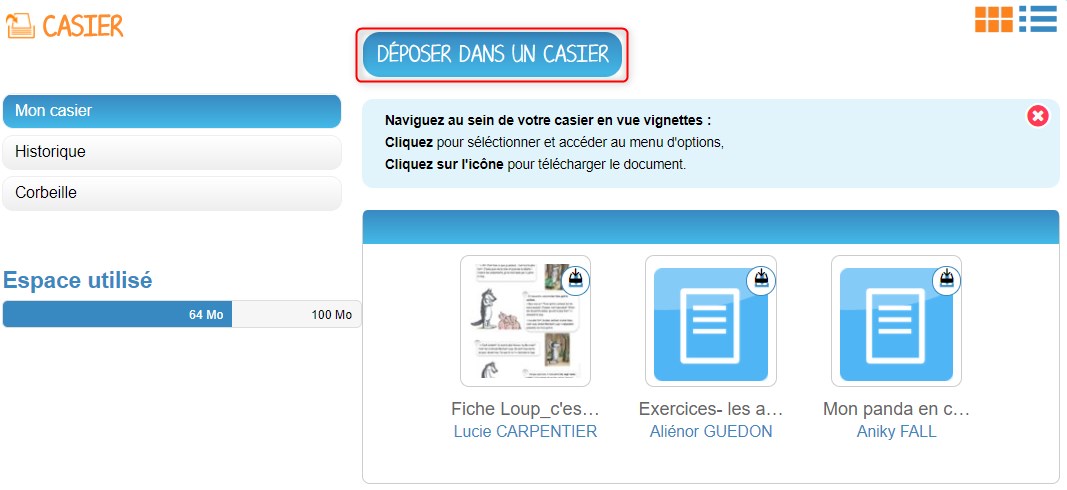 CASIER
DÉPOSER DANS UN CASIER
Mon casier
Historique
Corbeille
Espace utilisé
64 Mo 100 Mo
Naviguez au sein de votre casier en vue vignettes :
Cliquez pour séléctionner et accéder au menu d'options,
Cliquez sur l'icône pour télécharger le document.
Fiche Loup_c'es...
Lucie CARPENTIER
Exercices- les a...
Aliénor GUEDON
Mon panda en c...
Aniky FALL